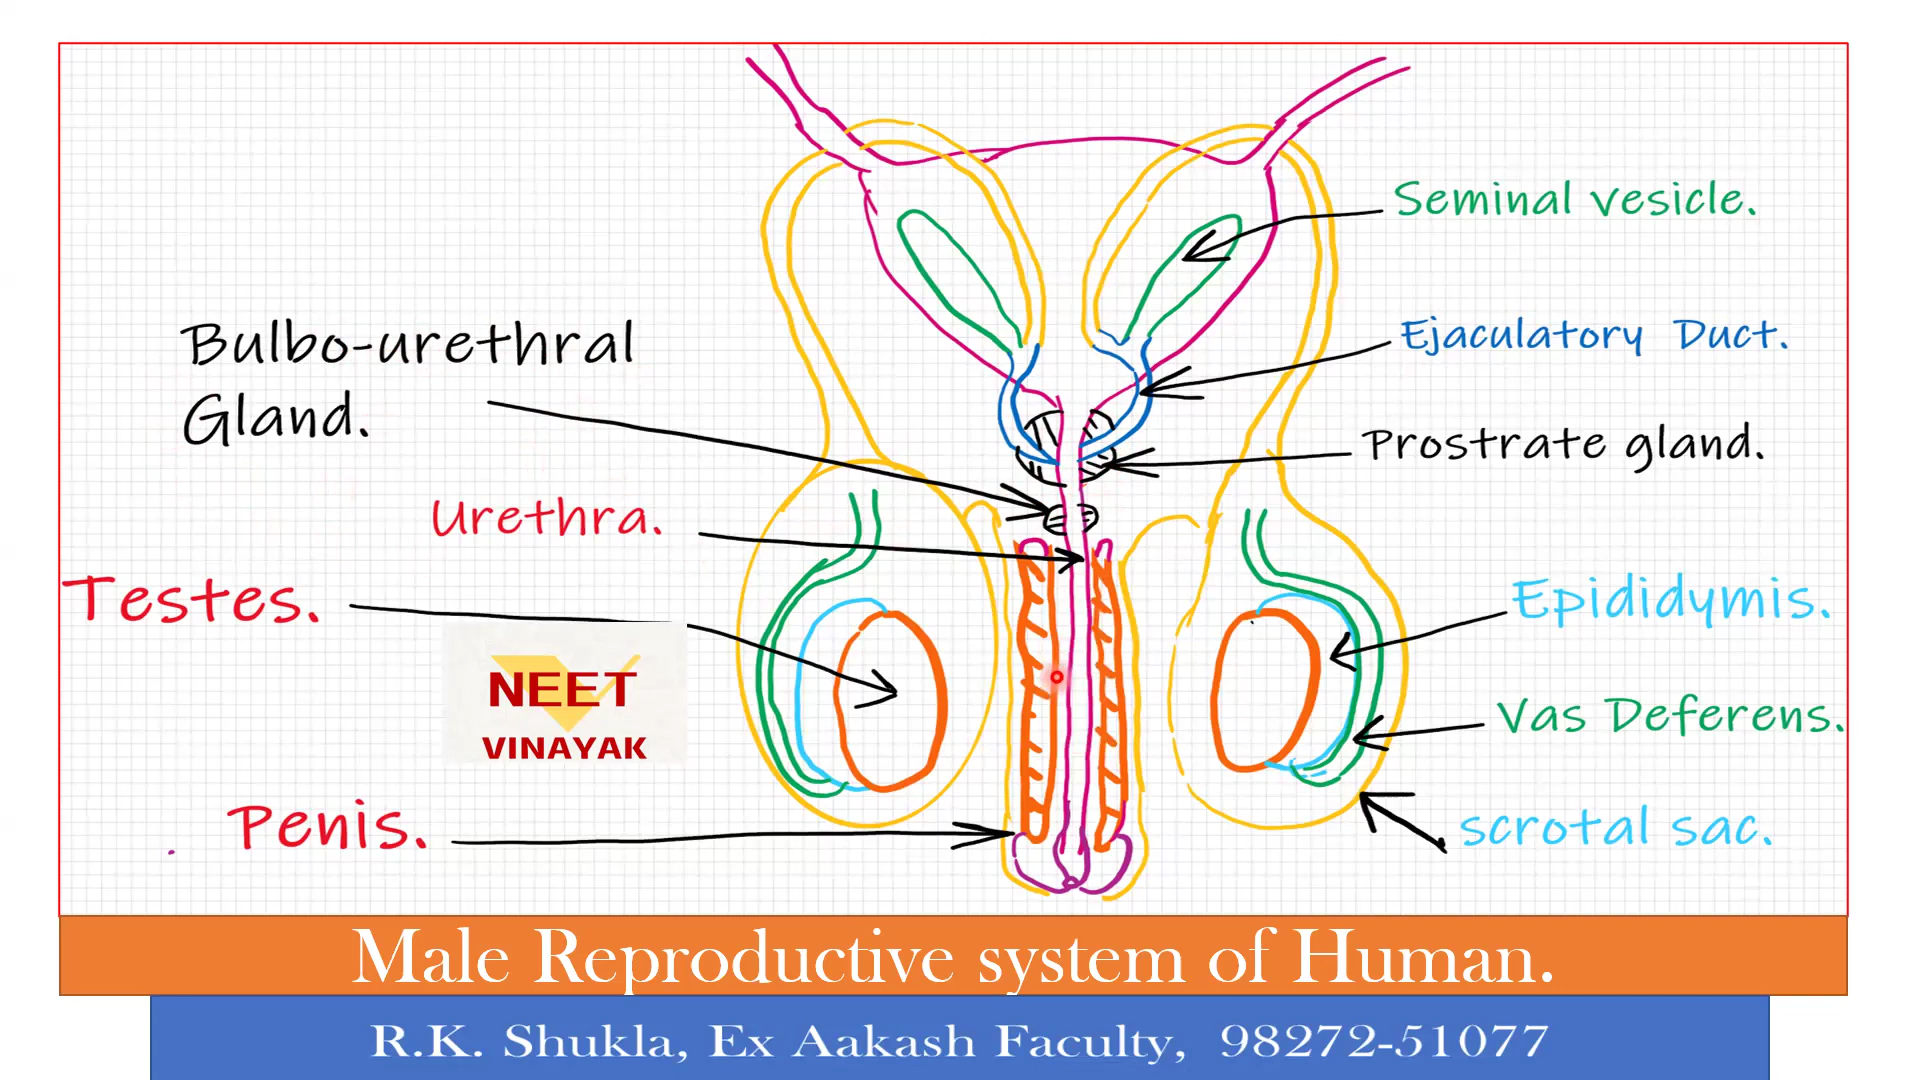 Seminal vesicle.
Bulbo-urethral
Gland.
Ejaculatory Duct.
Prostrate gland.
Urethra.
Testes.
Epididymis.
NEET
VINAYAK
Vas Deferens.
Penis.
scrotal sac.
Male Reproductive system of Human.
R.K. Shukla, Ex Aakash Faculty, 98272-51077